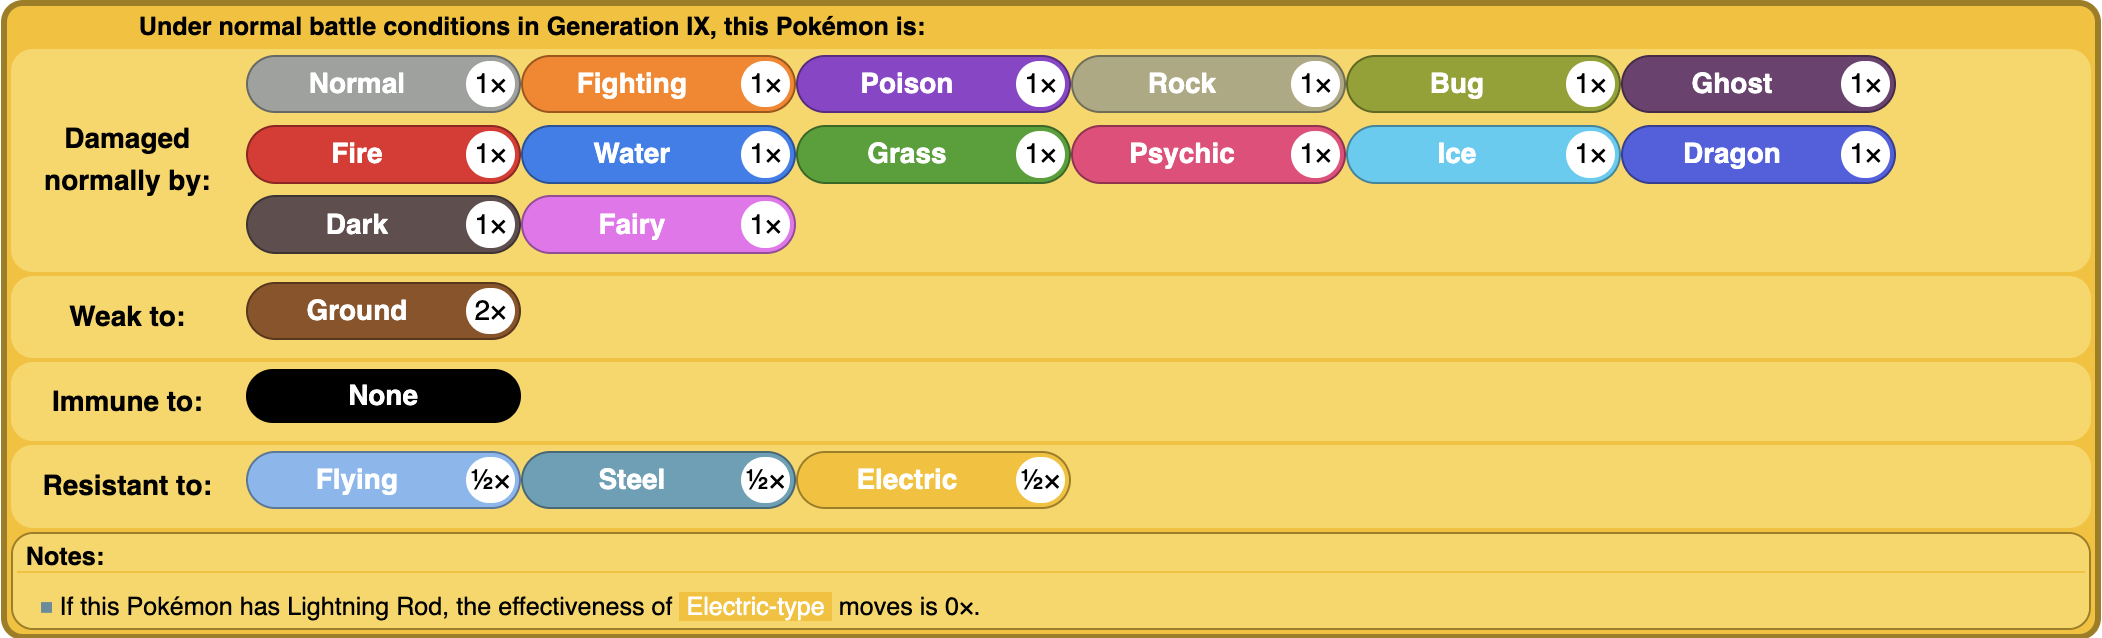 Under normal battle conditions in Generation IX, this Pokémon is:
Damaged normally by:
Normal 1× Fighting 1× Poison 1× Rock 1× Bug 1× Ghost 1×
Fire 1× Water 1× Grass 1× Psychic 1× Ice 1× Dragon 1×
Dark 1× Fairy 1×
Weak to: Ground 2×
Immune to: None
Resistant to: Flying ½× Steel ½× Electric ½×
Notes:
If this Pokémon has Lightning Rod, the effectiveness of Electric-type moves is 0×.